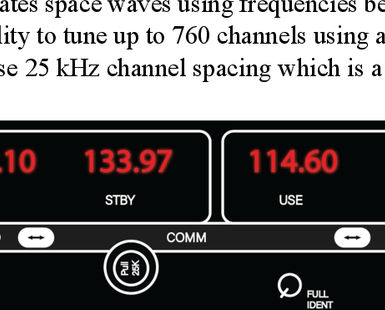 ates space waves using frequencies be
lity to tune up to 760 channels using a
se 25 kHz channel spacing which is a
.10 133.97 114.60
STBY USE
COMM
Pull
25K
FULL
IDENT